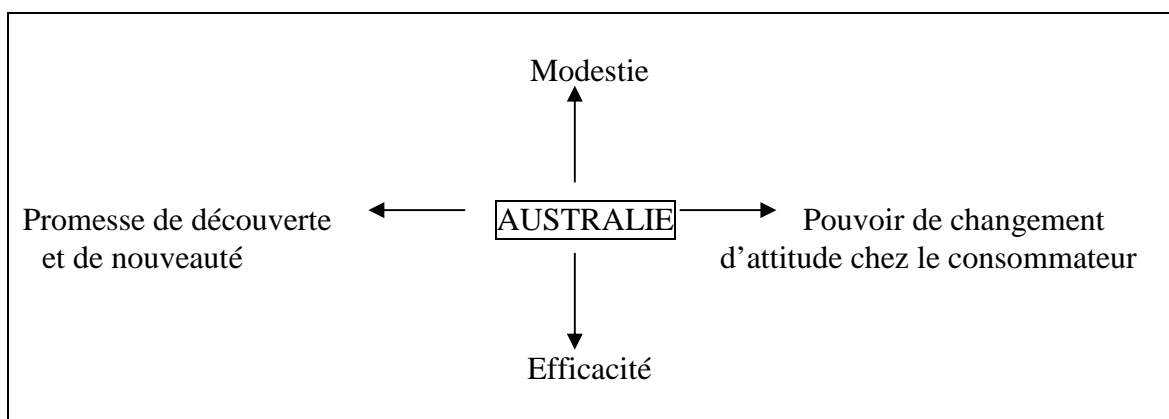 Modestie
Promesse de découverte
et de nouveauté
AUSTRALIE
Pouvoir de changement
d’attitude chez le consommateur
Efficacité